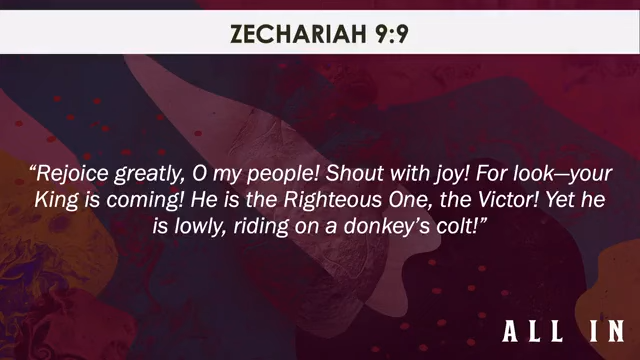 ZECHARIAH 9:9
“Rejoice greatly, O my people! Shout with joy! For look—your
King is coming! He is the Righteous One, the Victor! Yet he
is lowly, riding on a donkey’s colt!”
ALL IN